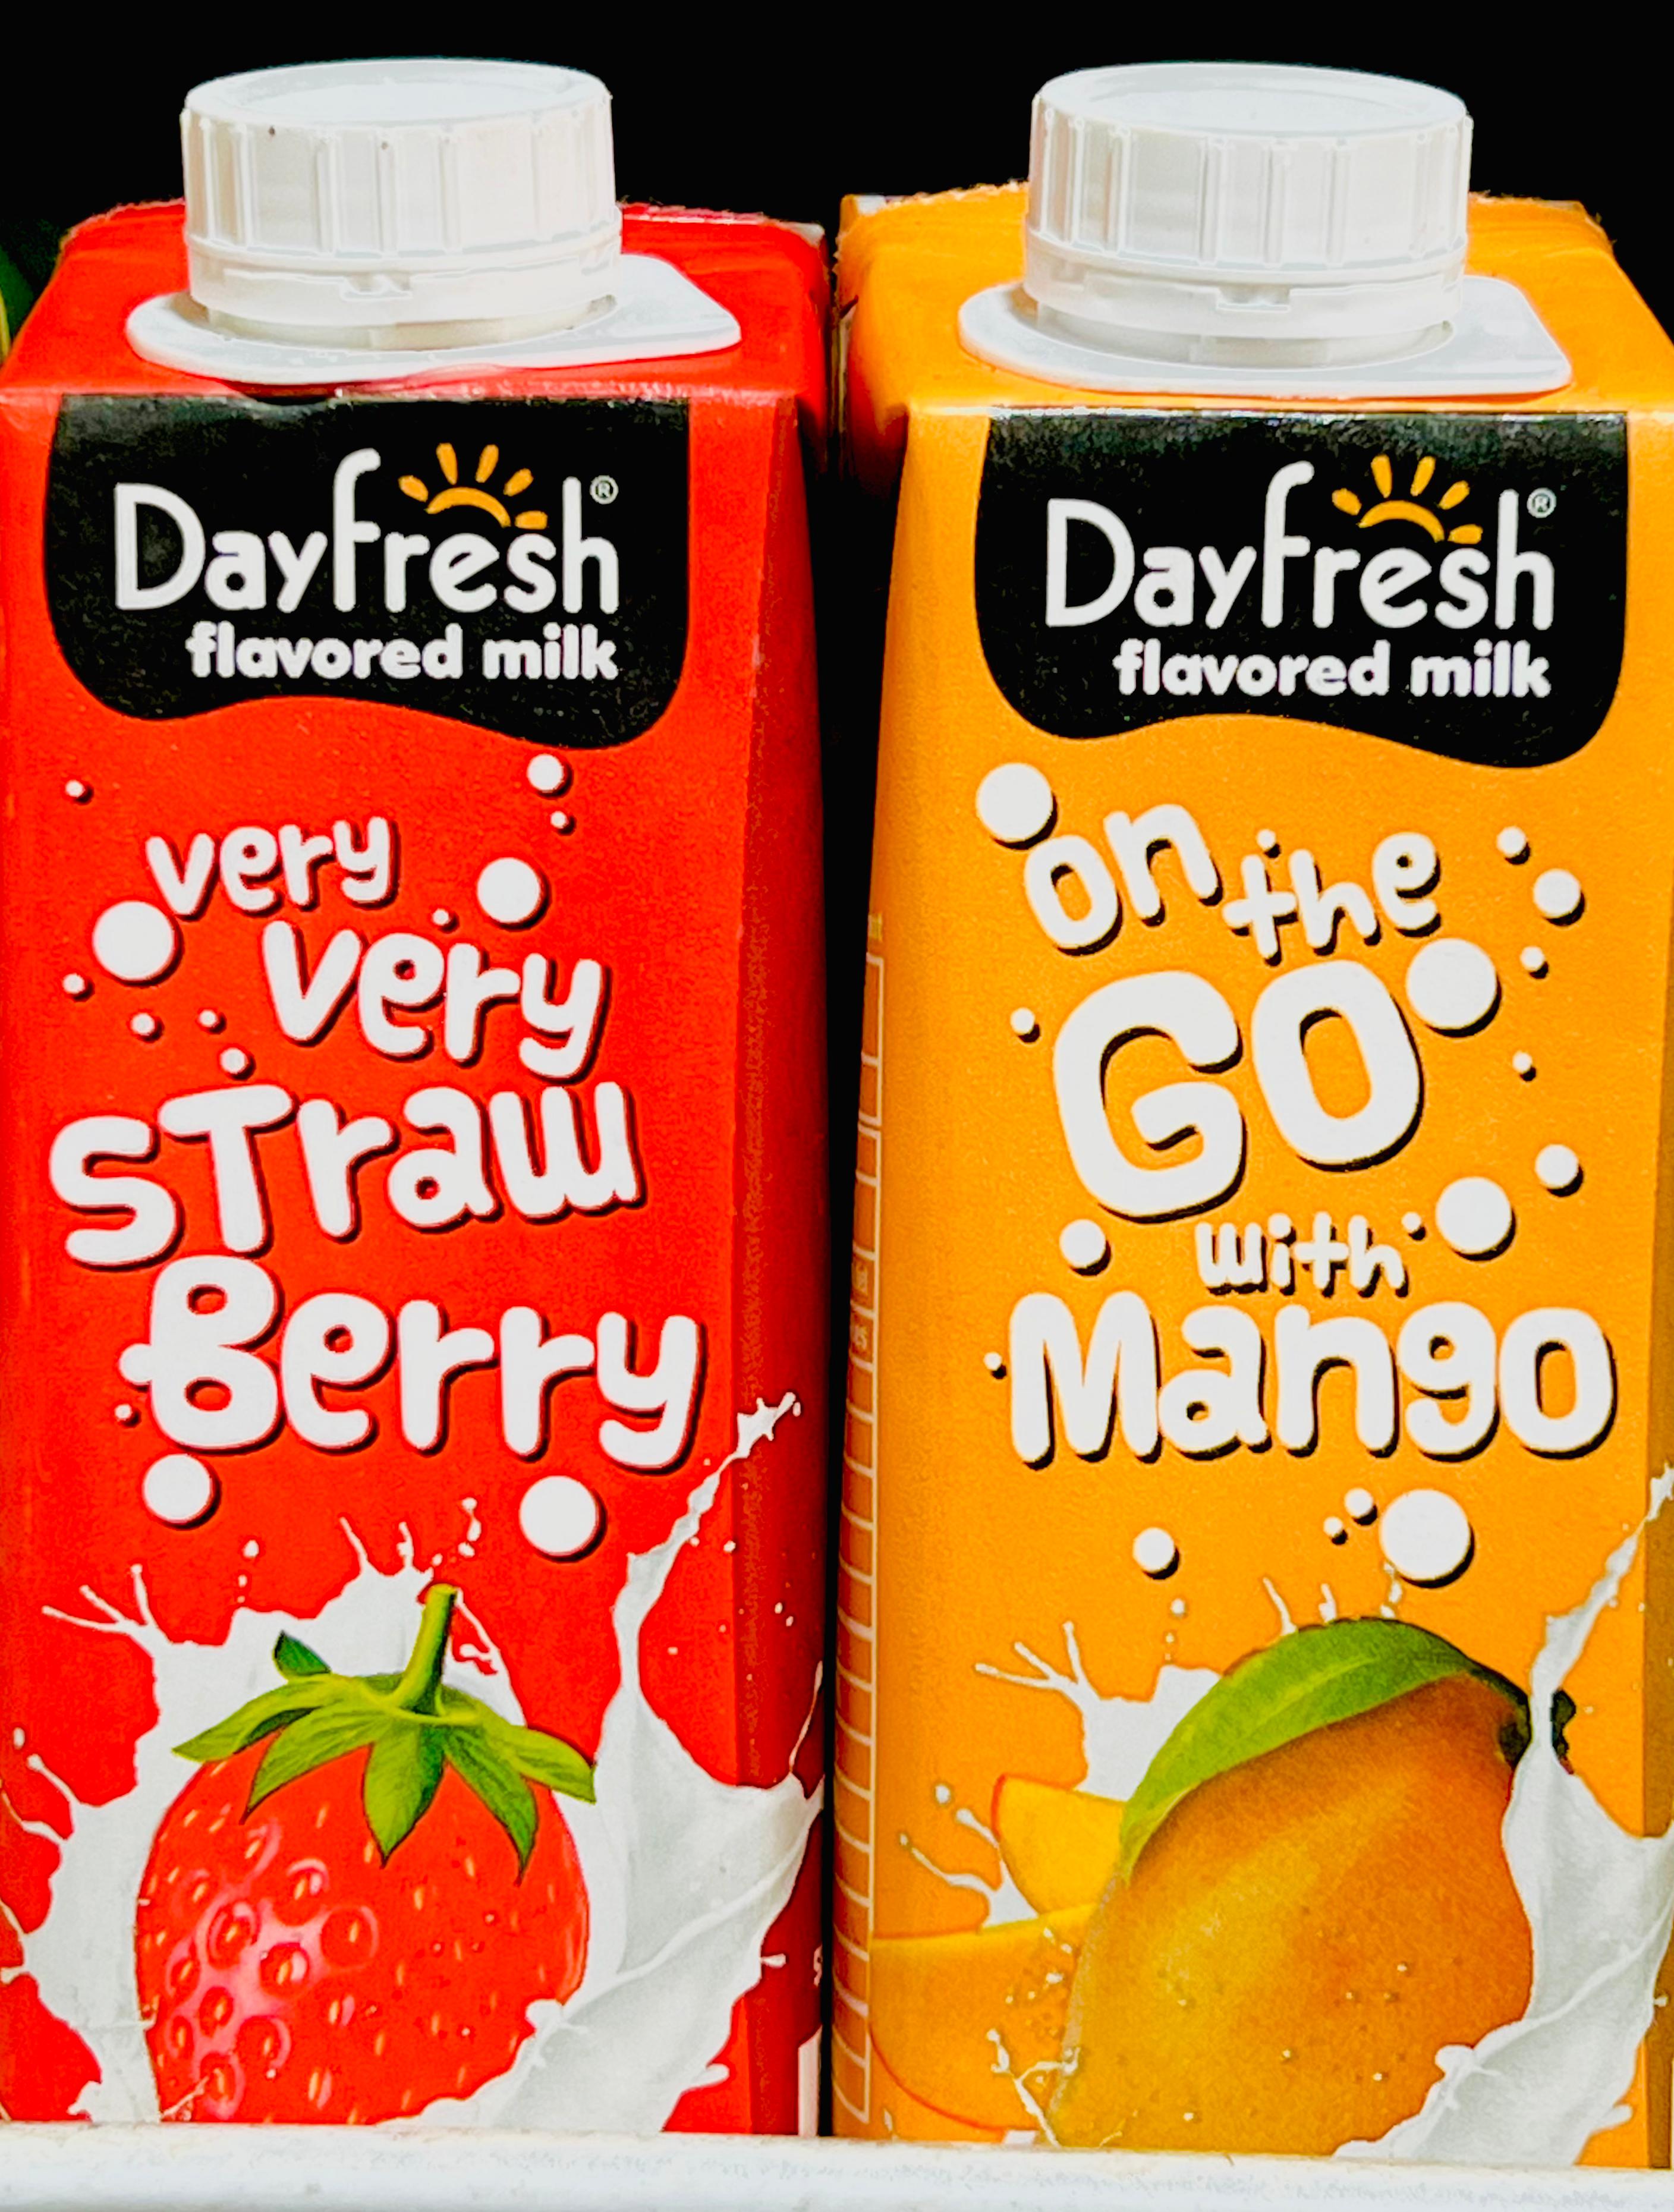 Dayfresh®
flavored milk
very
very
sTraw
Berry
Dayfresh®
flavored milk
on the
GO
with
Mango